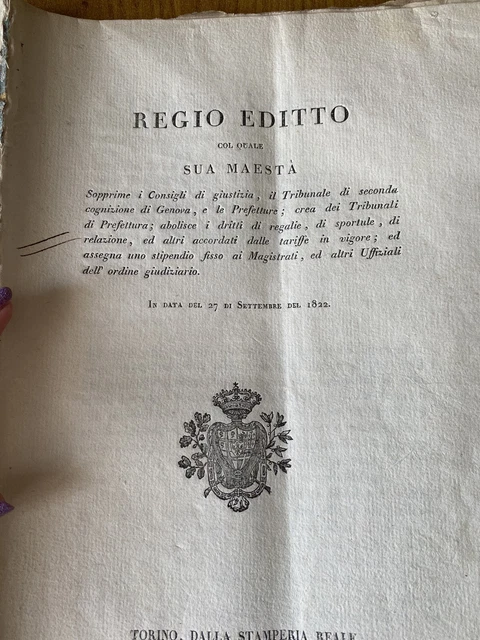 REGIO EDITTO
COL QUALE
SUA MAESTÀ
Sopprime i Consigli di giustizia, il Tribunale di seconda
cognizione di Genova, e le Prefetture; crea dei Tribunali
di Prefettura; abolisce i dritti di regalie, di sportule, di
relazione, ed altri accordati dalle tariffe in vigore; ed
assegna uno stipendio fisso ai Magistrati, ed altri Uffiziali
dell' ordine giudiziario.
IN DATA DEL 27 DI SETTEMBRE DEL 1822.
TORINO, DALLA STAMPERIA REALE